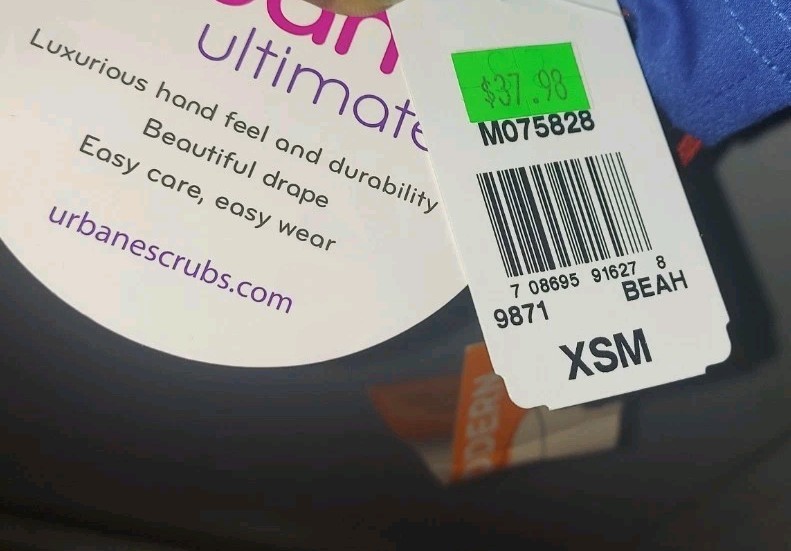 ultimate
Luxurious hand feel and durability
Beautiful drape
Easy care, easy wear
urbanescrubs.com
$37.98
M075828
7 08695 91627 8
9871 BEAH
XSM